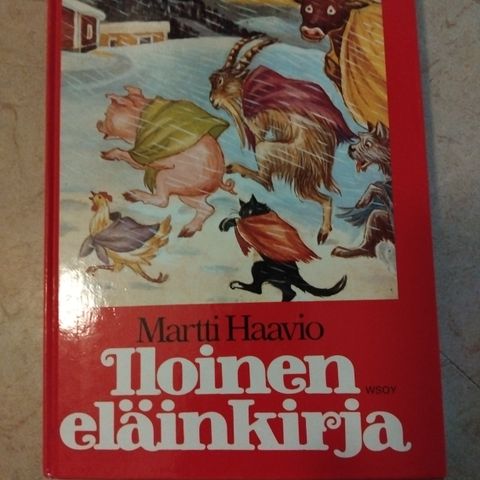 Martti Haavio
Iloinen
WSOY
eläinkirja